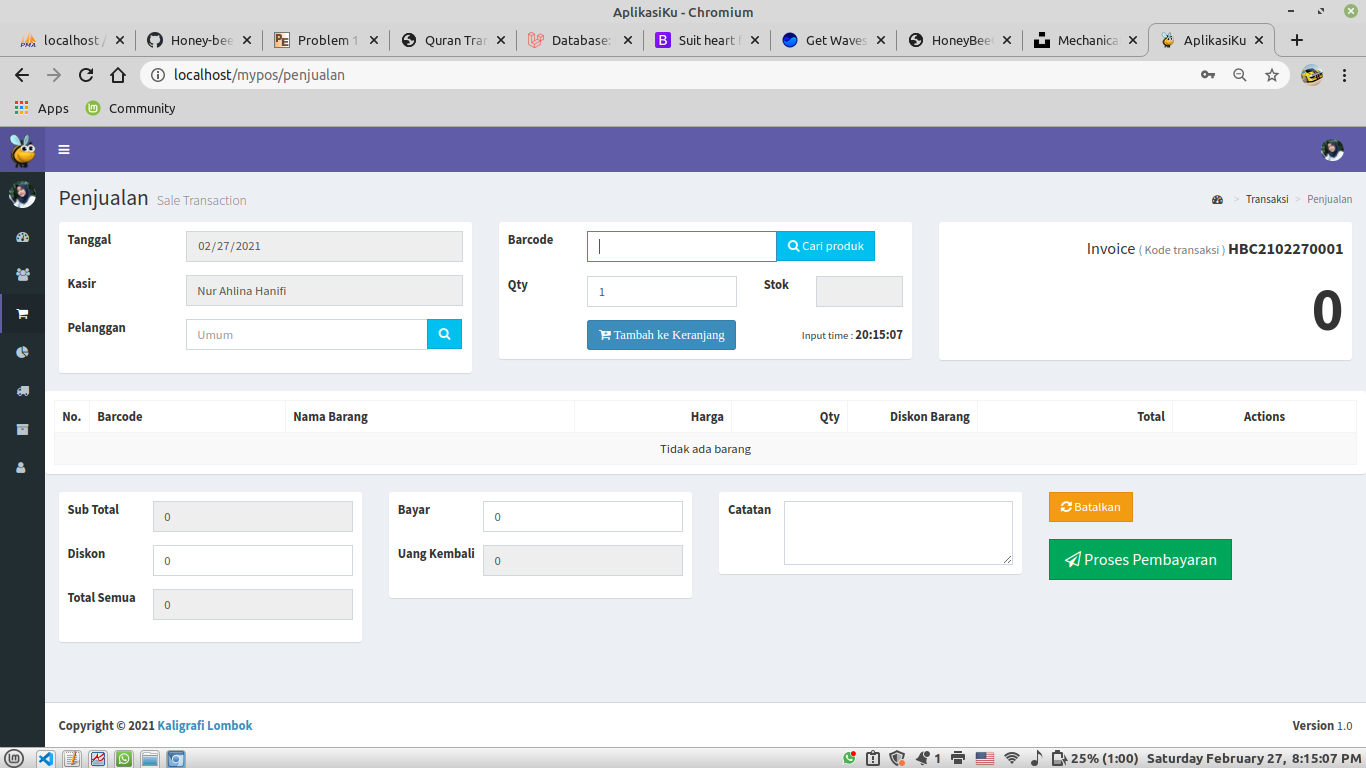 AplikasiKu - Chromium
localhost / Honey-bee Problem 1 Quran Tran Database: Suit heart Get Waves HoneyBee Mechanica AplikasiKu
localhost/mypos/penjualan
Apps Community
Penjualan Sale Transaction > Transaksi > Penjualan
Tanggal 02/27/2021
Kasir Nur Ahlina Hanifi
Pelanggan Umum
Barcode Cari produk
Qty 1 Stok
Tambah ke Keranjang Input time : 20:15:07
Invoice ( Kode transaksi ) HBC2102270001
0
No. Barcode Nama Barang Harga Qty Diskon Barang Total Actions
Tidak ada barang
Sub Total 0
Diskon 0
Total Semua 0
Bayar 0
Uang Kembali 0
Catatan
Batalkan
Proses Pembayaran
Copyright © 2021 Kaligrafi Lombok Version 1.0
1 25% (1:00) Saturday February 27, 8:15:07 PM